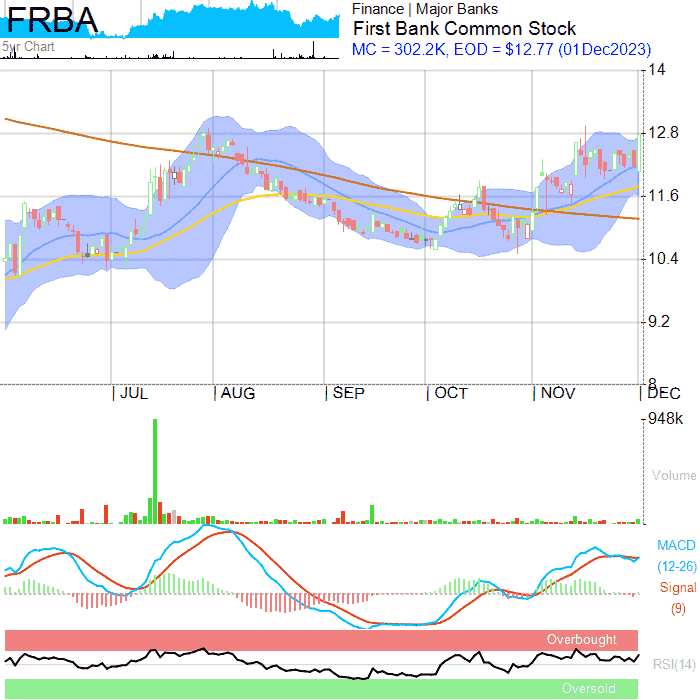 FRBA
5yr Chart
Finance | Major Banks
First Bank Common Stock
MC = 302.2K, EOD = $12.77 (01Dec2023)
14
12.8
11.6
10.4
9.2
8
JUL AUG SEP OCT NOV DEC
948k
Volume
MACD
(12-26)
Signal
(9)
Overbought
RSI(14)
Oversold